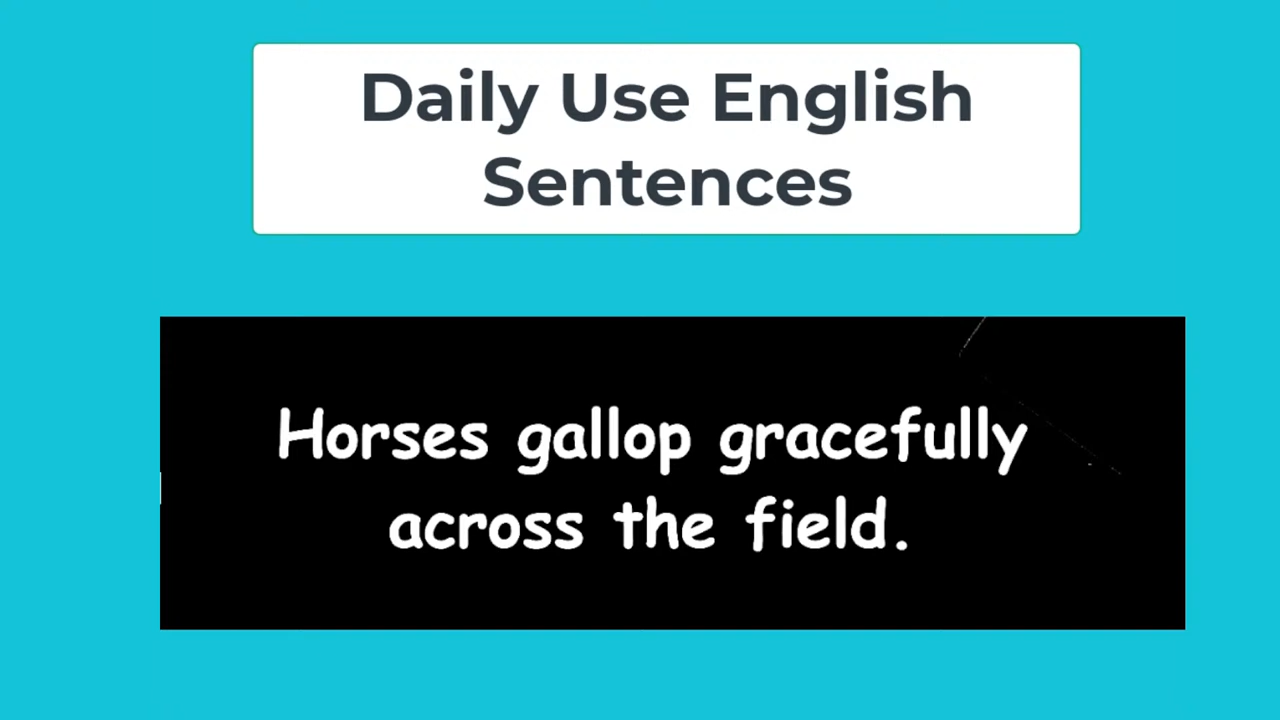 Daily Use English
Sentences
Horses gallop gracefully
across the field.